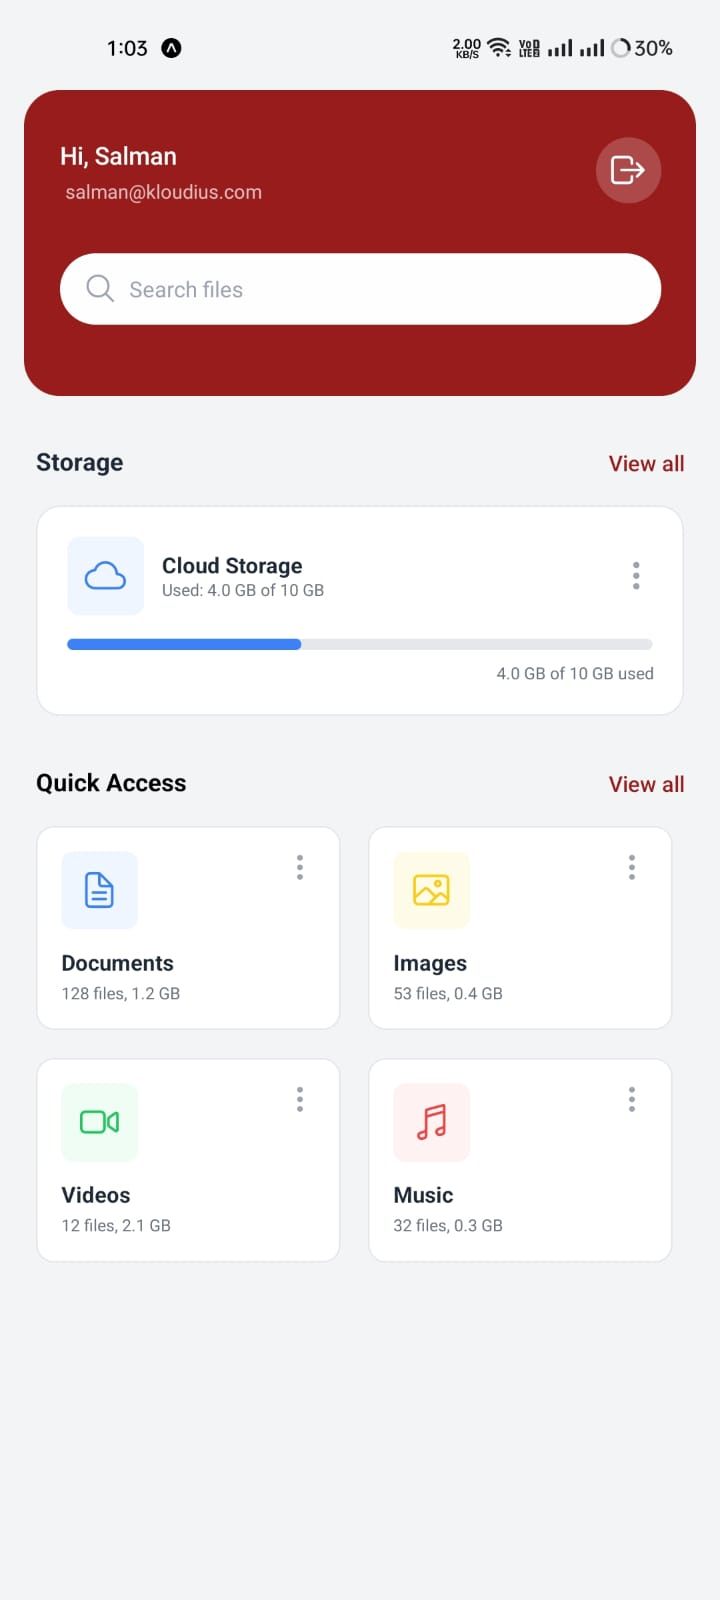 1:03
2.00 KB/S VoD LTE2 30%
Hi, Salman
salman@kloudius.com
Search files
Storage
View all
Cloud Storage
Used: 4.0 GB of 10 GB
4.0 GB of 10 GB used
Quick Access
View all
Documents
128 files, 1.2 GB
Images
53 files, 0.4 GB
Videos
12 files, 2.1 GB
Music
32 files, 0.3 GB